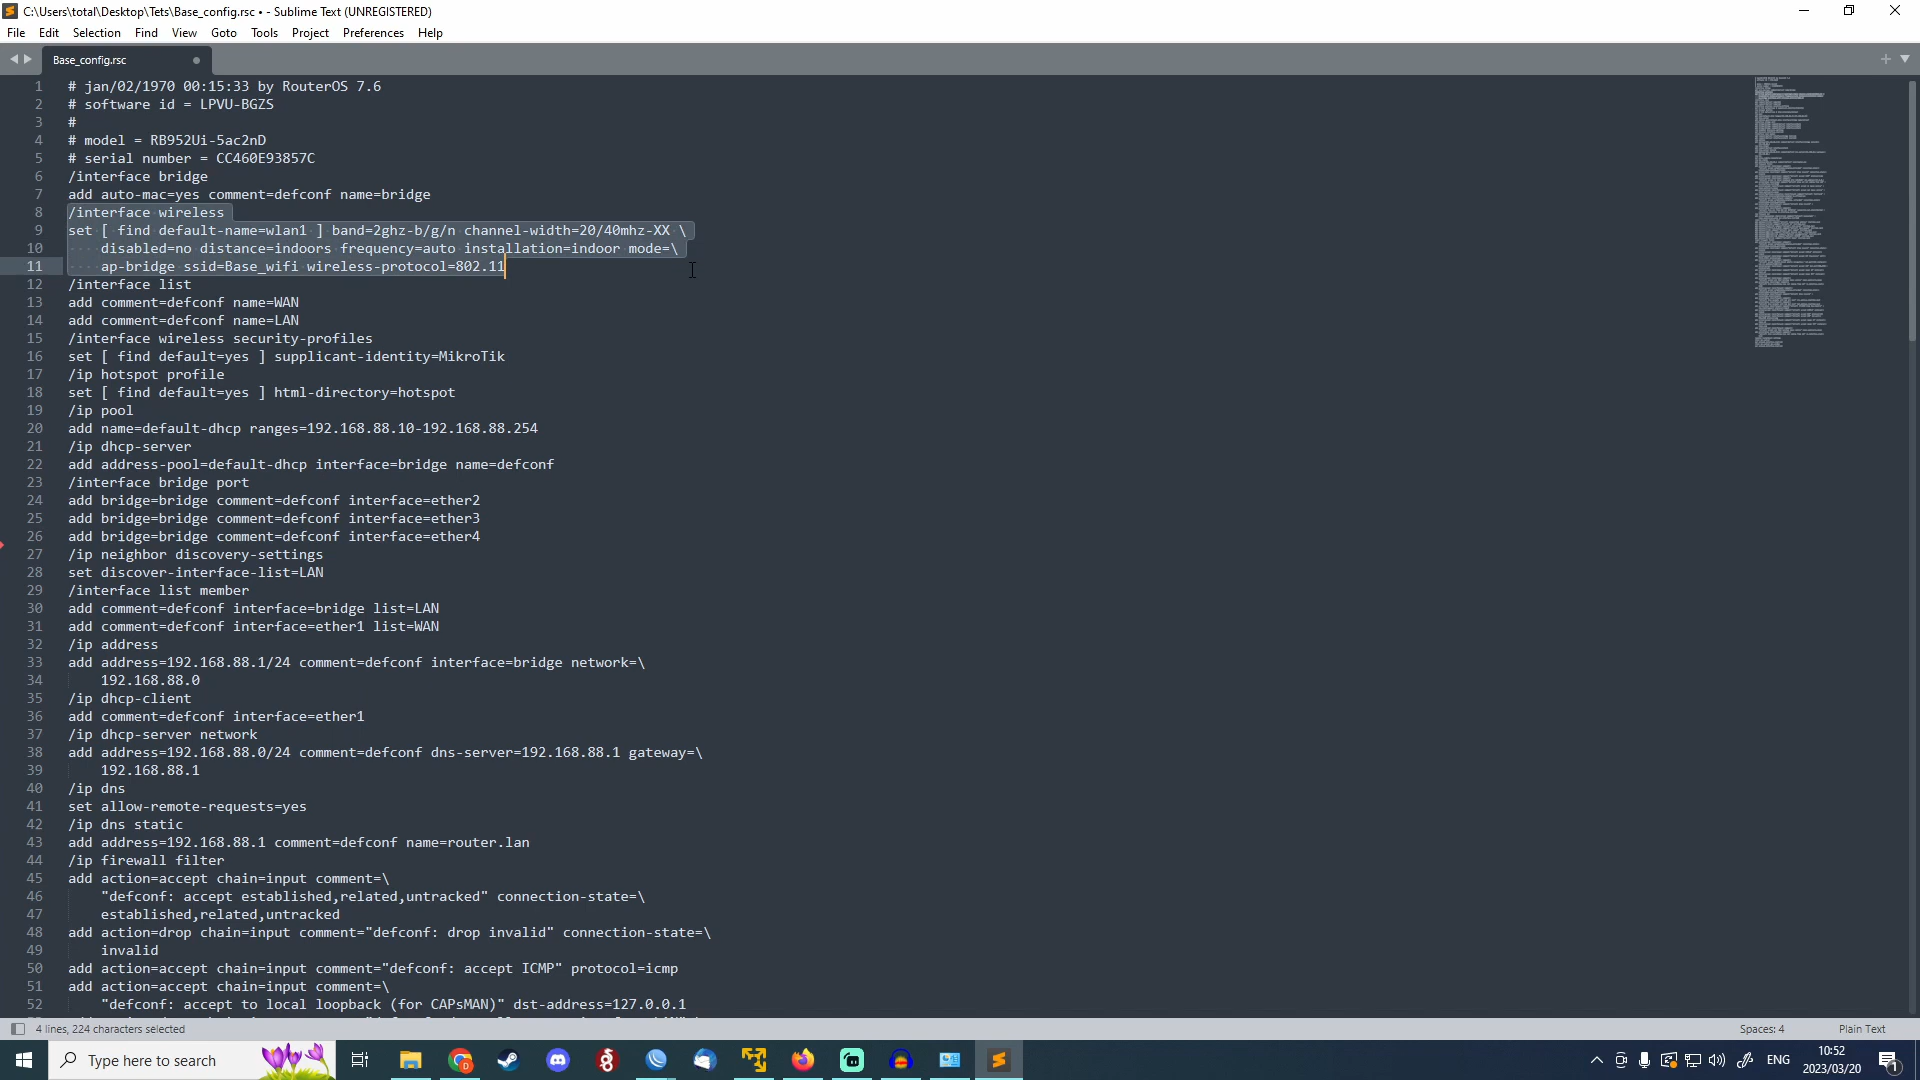 C:\Users\total\Desktop\Tets\Base_config.rsc • - Sublime Text (UNREGISTERED)
File Edit Selection Find View Goto Tools Project Preferences Help
Base_config.rsc
1 # jan/02/1970 00:15:33 by RouterOS 7.6
2 # software id = LPVU-BGZS
3 #
4 # model = RB952Ui-5ac2nD
5 # serial number = CC460E93857C
6 /interface bridge
7 add auto-mac=yes comment=defconf name=bridge
8 /interface wireless
9 set [ find default-name=wlan1 ] band=2ghz-b/g/n channel-width=20/40mhz-XX \
10 disabled=no distance=indoors frequency=auto installation=indoor mode=\
11 ap-bridge ssid=Base_wifi wireless-protocol=802.11
12 /interface list
13 add comment=defconf name=WAN
14 add comment=defconf name=LAN
15 /interface wireless security-profiles
16 set [ find default=yes ] supplicant-identity=MikroTik
17 /ip hotspot profile
18 set [ find default=yes ] html-directory=hotspot
19 /ip pool
20 add name=default-dhcp ranges=192.168.88.10-192.168.88.254
21 /ip dhcp-server
22 add address-pool=default-dhcp interface=bridge name=defconf
23 /interface bridge port
24 add bridge=bridge comment=defconf interface=ether2
25 add bridge=bridge comment=defconf interface=ether3
26 add bridge=bridge comment=defconf interface=ether4
27 /ip neighbor discovery-settings
28 set discover-interface-list=LAN
29 /interface list member
30 add comment=defconf interface=bridge list=LAN
31 add comment=defconf interface=ether1 list=WAN
32 /ip address
33 add address=192.168.88.1/24 comment=defconf interface=bridge network=\
34 192.168.88.0
35 /ip dhcp-client
36 add comment=defconf interface=ether1
37 /ip dhcp-server network
38 add address=192.168.88.0/24 comment=defconf dns-server=192.168.88.1 gateway=\
39 192.168.88.1
40 /ip dns
41 set allow-remote-requests=yes
42 /ip dns static
43 add address=192.168.88.1 comment=defconf name=router.lan
44 /ip firewall filter
45 add action=accept chain=input comment=\
46 "defconf: accept established,related,untracked" connection-state=\
47 established,related,untracked
48 add action=drop chain=input comment="defconf: drop invalid" connection-state=\
49 invalid
50 add action=accept chain=input comment="defconf: accept ICMP" protocol=icmp
51 add action=accept chain=input comment=\
52 "defconf: accept to local loopback (for CAPsMAN)" dst-address=127.0.0.1
4 lines, 224 characters selected
Spaces: 4 Plain Text
Type here to search
ENG
10:52
2023/03/20
1